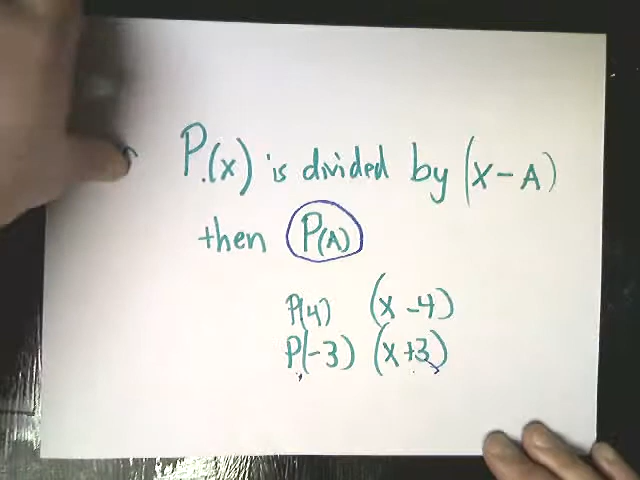 P(x) is divided by (x - A)
then P(A)
P(4) (x - 4)
P(-3) (x + 3)